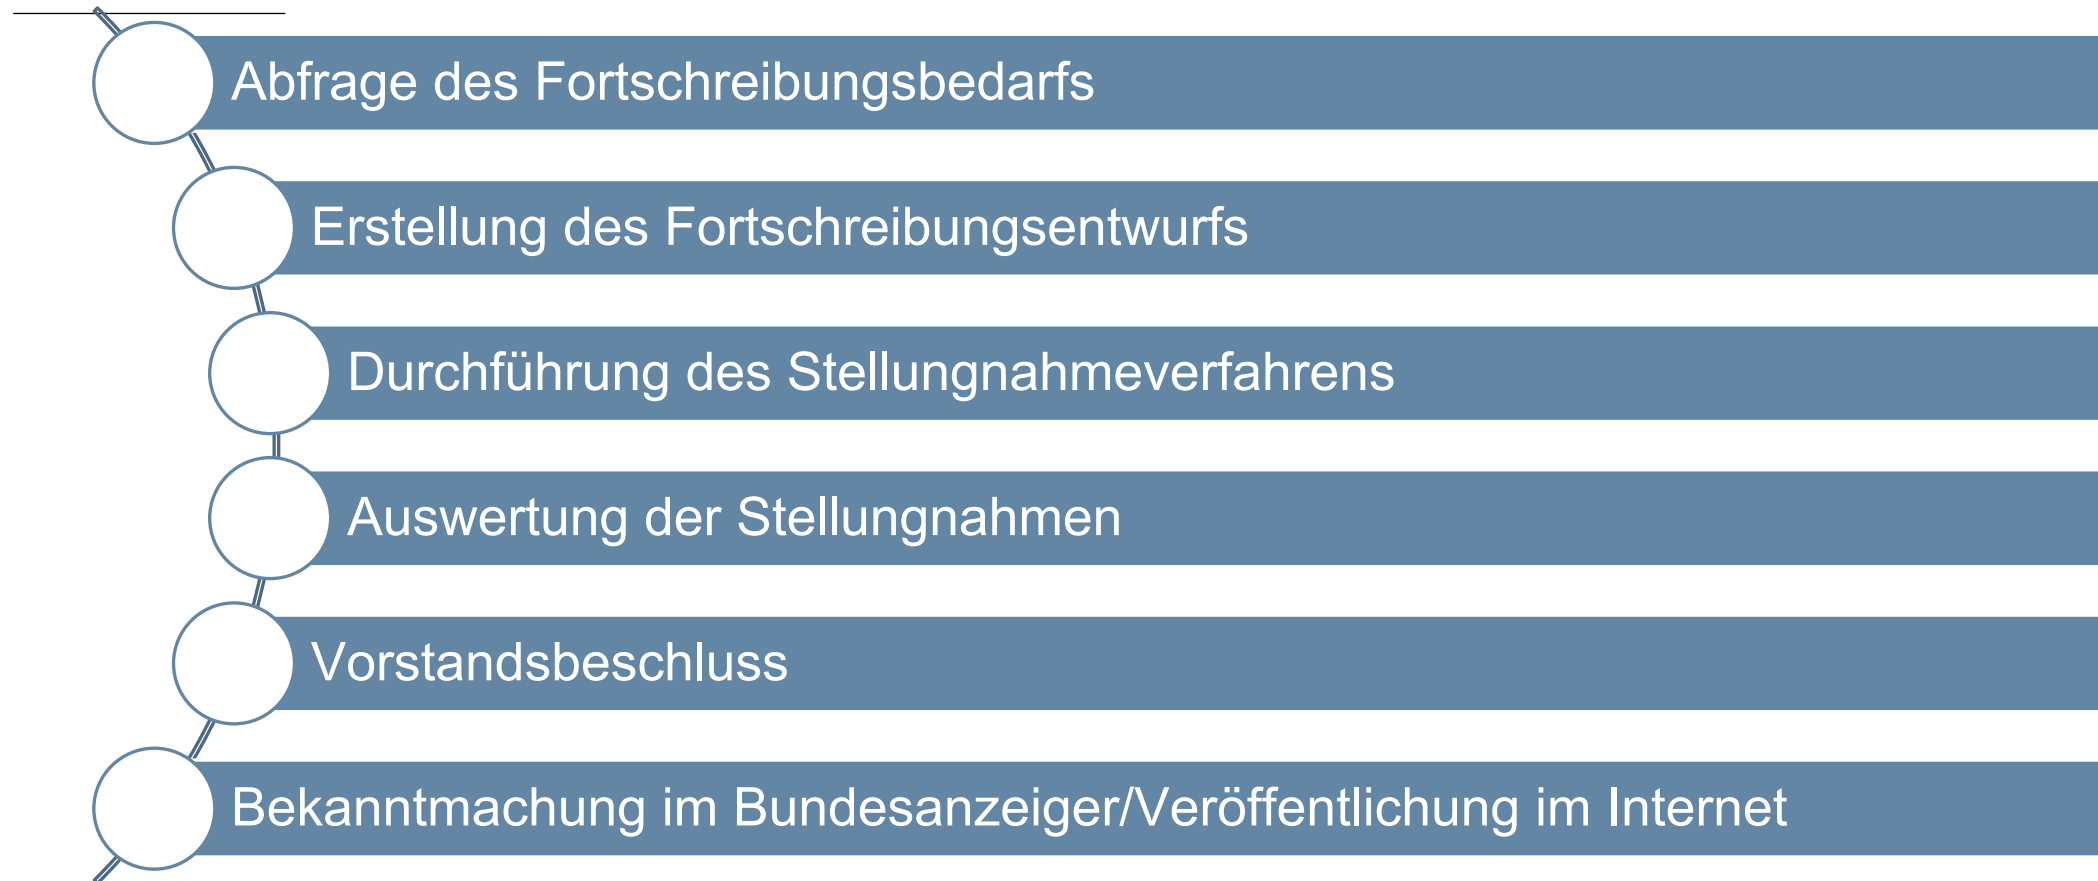 Abfrage des Fortschreibungsbedarfs
Erstellung des Fortschreibungsentwurfs
Durchführung des Stellungnahmeverfahrens
Auswertung der Stellungnahmen
Vorstandsbeschluss
Bekanntmachung im Bundesanzeiger/Veröffentlichung im Internet